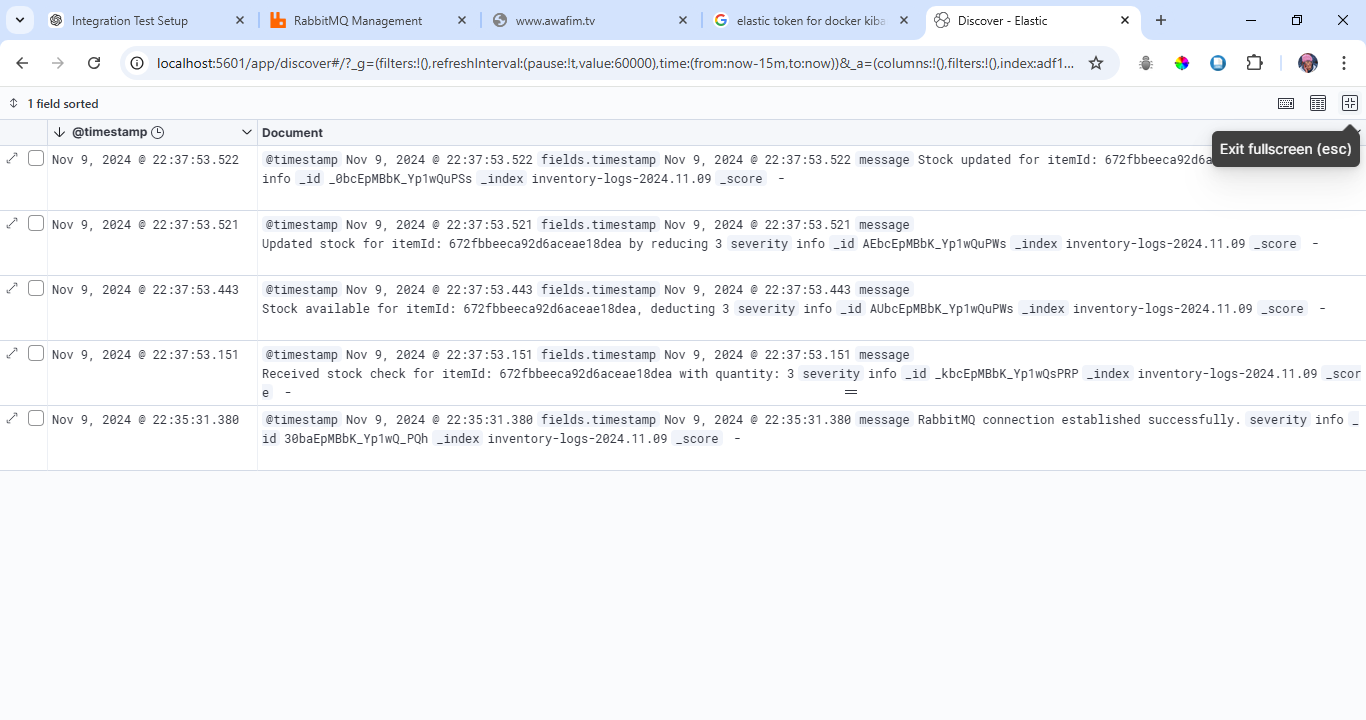 Integration Test Setup
RabbitMQ Management
www.awafim.tv
elastic token for docker kiba
Discover - Elastic
localhost:5601/app/discover#/?_g=(filters:!(),refreshInterval:(pause:!t,value:60000),time:(from:now-15m,to:now))&_a=(columns:!(),filters:!(),index:adf1...
1 field sorted
@timestamp Document
Exit fullscreen (esc)
Nov 9, 2024 @ 22:37:53.522 @timestamp Nov 9, 2024 @ 22:37:53.522 fields.timestamp Nov 9, 2024 @ 22:37:53.522 message Stock updated for itemId: 672fbbeeca92d6a
info _id _0bcEpMBbK_Yp1wQuPSs _index inventory-logs-2024.11.09 _score -
Nov 9, 2024 @ 22:37:53.521 @timestamp Nov 9, 2024 @ 22:37:53.521 fields.timestamp Nov 9, 2024 @ 22:37:53.521 message
Updated stock for itemId: 672fbbeeca92d6aceae18dea by reducing 3 severity info _id AEbcEpMBbK_Yp1wQuPWs _index inventory-logs-2024.11.09 _score -
Nov 9, 2024 @ 22:37:53.443 @timestamp Nov 9, 2024 @ 22:37:53.443 fields.timestamp Nov 9, 2024 @ 22:37:53.443 message
Stock available for itemId: 672fbbeeca92d6aceae18dea, deducting 3 severity info _id AUbcEpMBbK_Yp1wQuPWs _index inventory-logs-2024.11.09 _score -
Nov 9, 2024 @ 22:37:53.151 @timestamp Nov 9, 2024 @ 22:37:53.151 fields.timestamp Nov 9, 2024 @ 22:37:53.151 message
Received stock check for itemId: 672fbbeeca92d6aceae18dea with quantity: 3 severity info _id _kbcEpMBbK_Yp1wQsPRP _index inventory-logs-2024.11.09 _scor
e -
Nov 9, 2024 @ 22:35:31.380 @timestamp Nov 9, 2024 @ 22:35:31.380 fields.timestamp Nov 9, 2024 @ 22:35:31.380 message RabbitMQ connection established successfully. severity info _
id 30baEpMBbK_Yp1wQ_PQh _index inventory-logs-2024.11.09 _score -